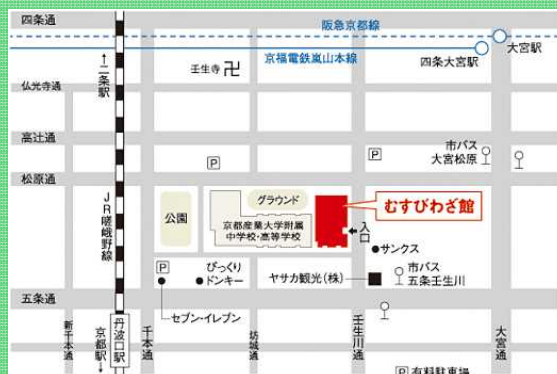 四条通
阪急京都線
大宮駅
京福電鉄嵐山本線
四条大宮駅
壬生寺
↑二条駅
仏光寺通
高辻通
市バス
大宮松原
P
P
松原通
JR嵯峨野線
公園
グラウンド
京都産業大学附属
中学校・高等学校
むすびわざ館
入口
サンクス
P
びっくり
ドンキー
ヤサカ観光(株)
市バス
五条壬生川
五条通
セブン-イレブン
新千本通
京都駅↓
丹波口駅
千本通
坊城通
壬生川通
大宮通
P 有料駐車場